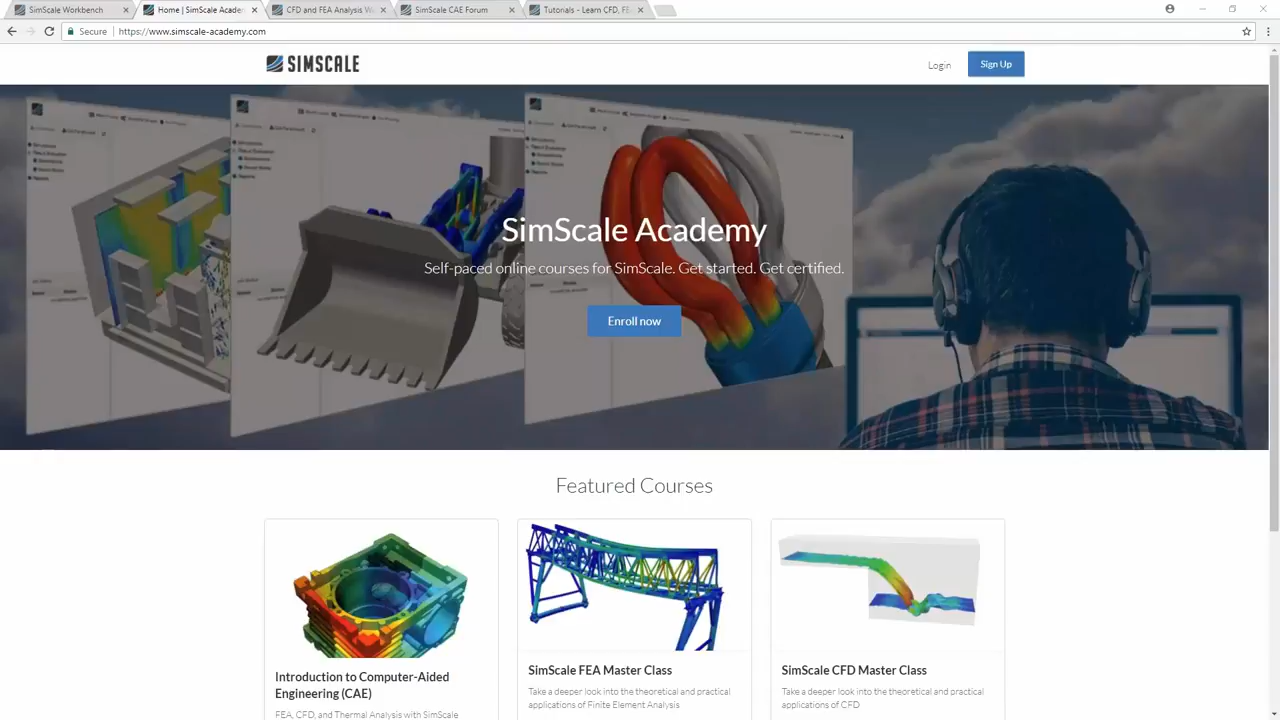 SimScale Workbench
Home | SimScale Academ
CFD and FEA Analysis W
SimScale CAE Forum
Tutorials - Learn CFD, FE
Secure
https://www.simscale-academy.com
SIMSCALE
Login
Sign Up
SimScale Academy
Self-paced online courses for SimScale. Get started. Get certified.
Enroll now
Featured Courses
Introduction to Computer-Aided
Engineering (CAE)
FEA, CFD, and Thermal Analysis with SimScale
SimScale FEA Master Class
Take a deeper look into the theoretical and practical
applications of Finite Element Analysis
SimScale CFD Master Class
Take a deeper look into the theoretical and practical
applications of CFD